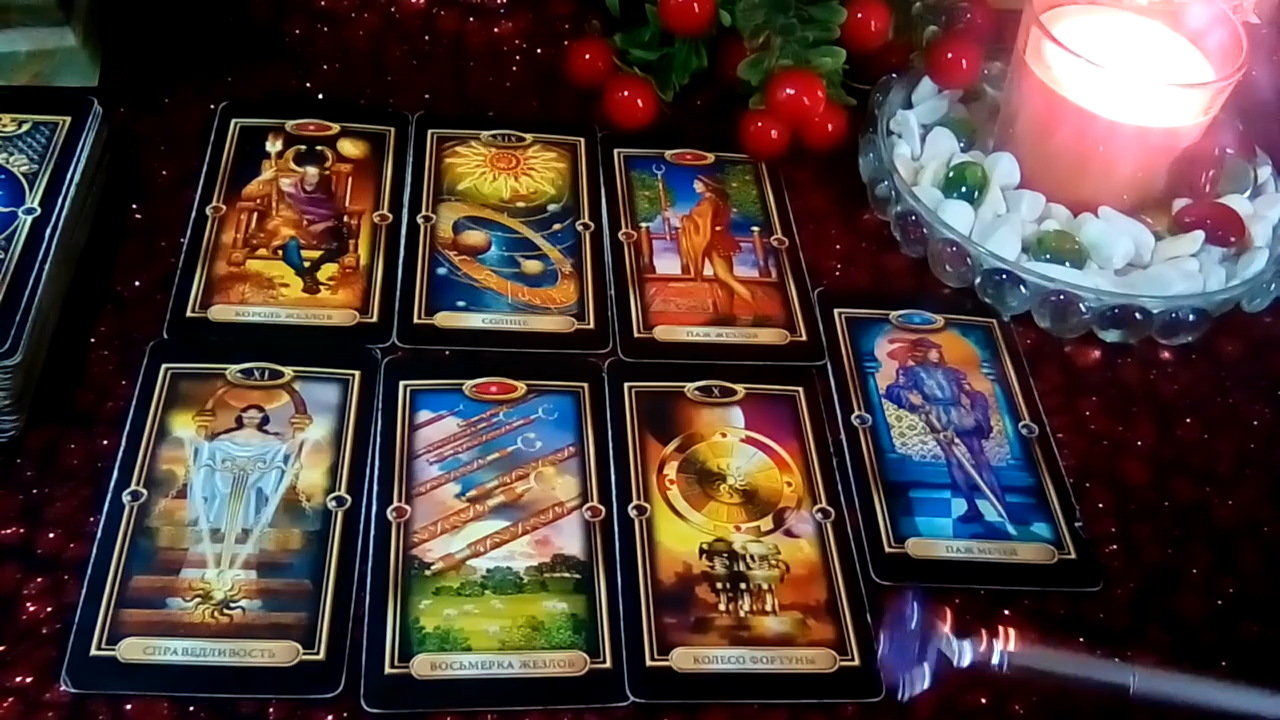 КОРОЛЬ ЖЕЗЛОВ
XIX
СОЛНЦЕ
ПАЖ ЖЕЗЛОВ
XI
СПРАВЕДЛИВОСТЬ
ВОСЬМЕРКА ЖЕЗЛОВ
X
КОЛЕСО ФОРТУНЫ
ПАЖ МЕЧЕЙ